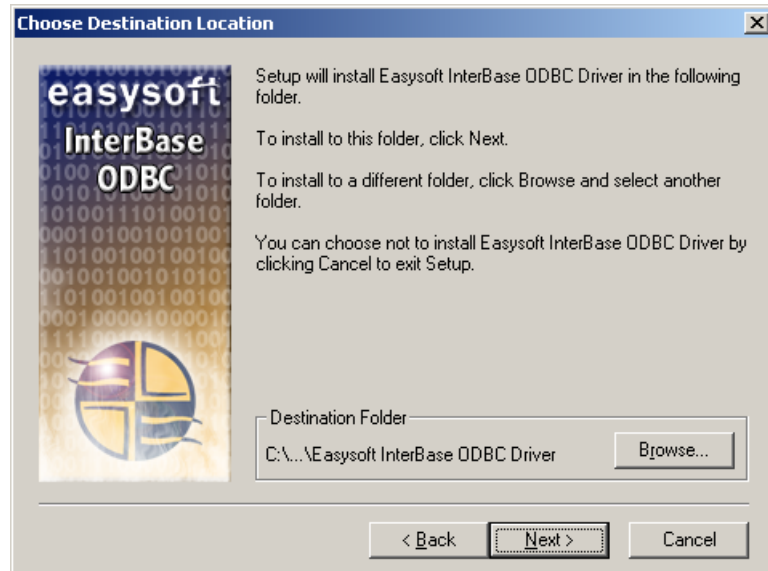 Choose Destination Location
easysoft
InterBase
ODBC
Setup will install Easysoft InterBase ODBC Driver in the following
folder.
To install to this folder, click Next.
To install to a different folder, click Browse and select another
folder.
You can choose not to install Easysoft InterBase ODBC Driver by
clicking Cancel to exit Setup.
Destination Folder
C:\...\Easysoft InterBase ODBC Driver
Browse...
< Back
Next >
Cancel